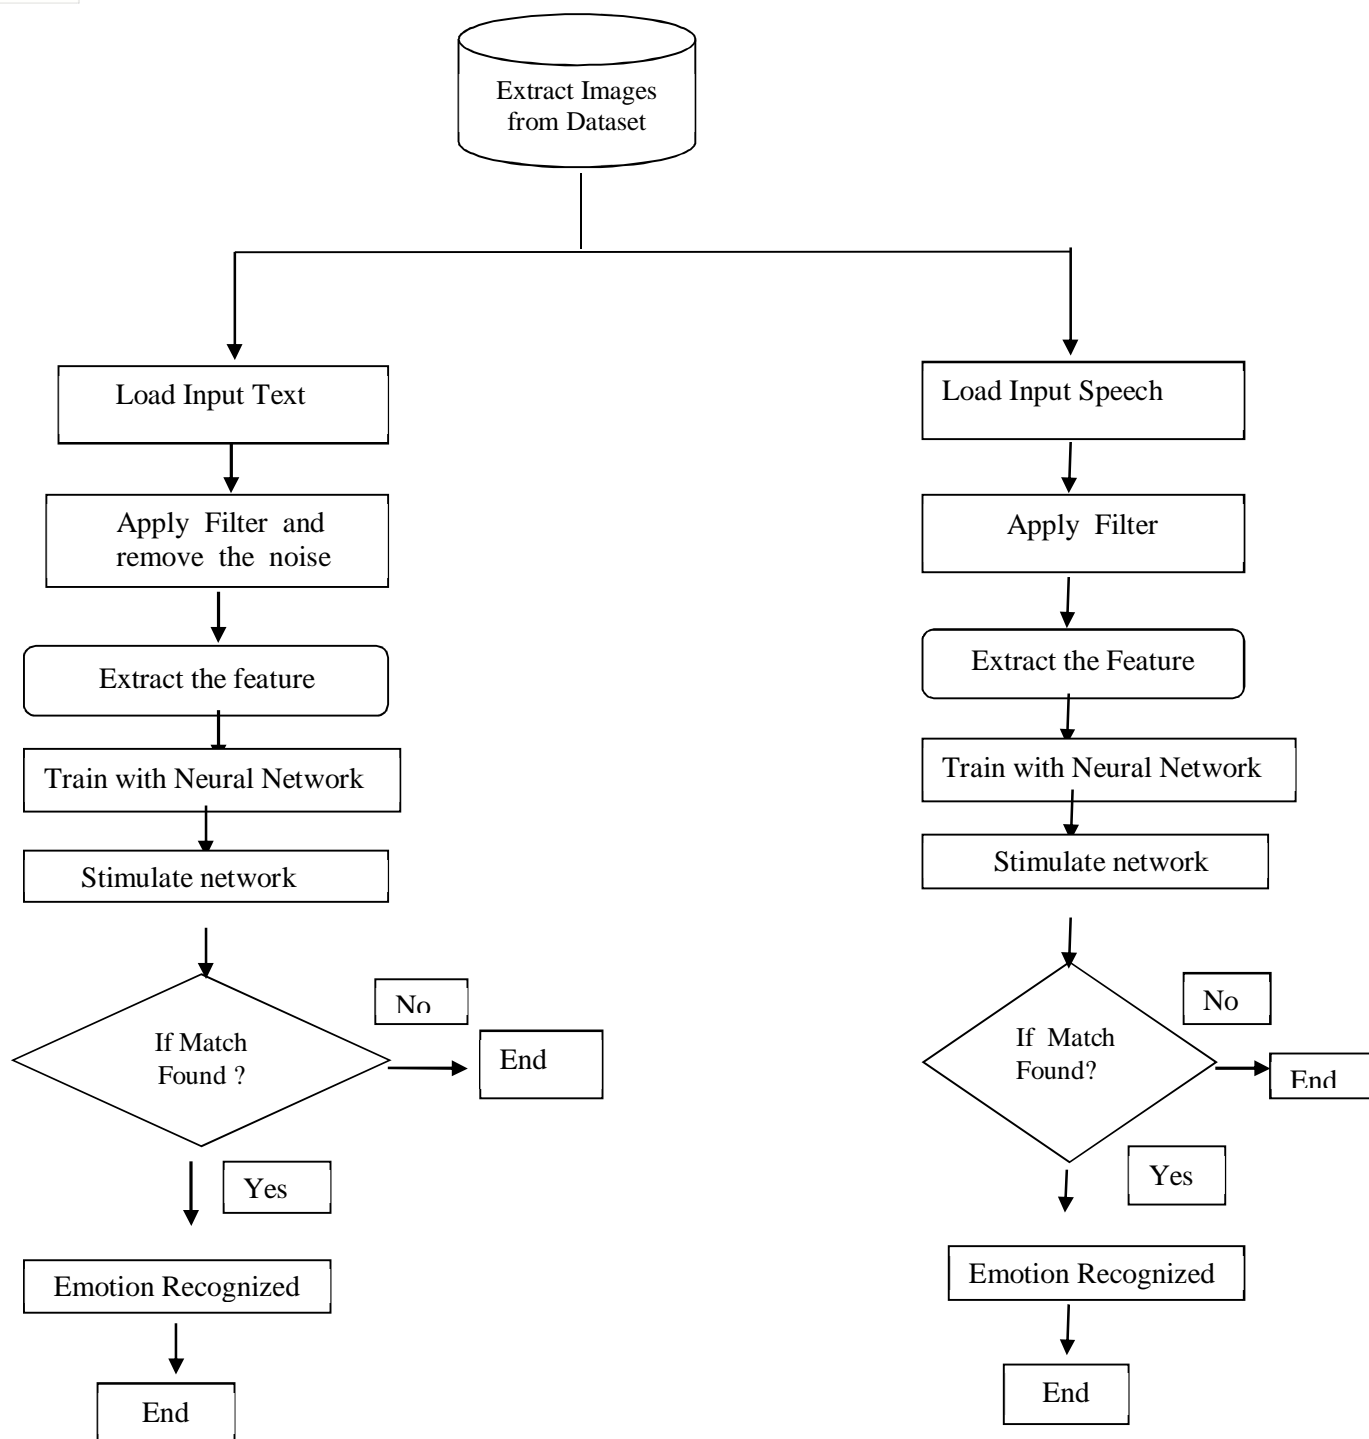 Extract Images
from Dataset
Load Input Text
Apply Filter and
remove the noise
Extract the feature
Train with Neural Network
Stimulate network
If Match
Found ?
No
End
Yes
Emotion Recognized
End
Load Input Speech
Apply Filter
Extract the Feature
Train with Neural Network
Stimulate network
If Match
Found?
No
End
Yes
Emotion Recognized
End